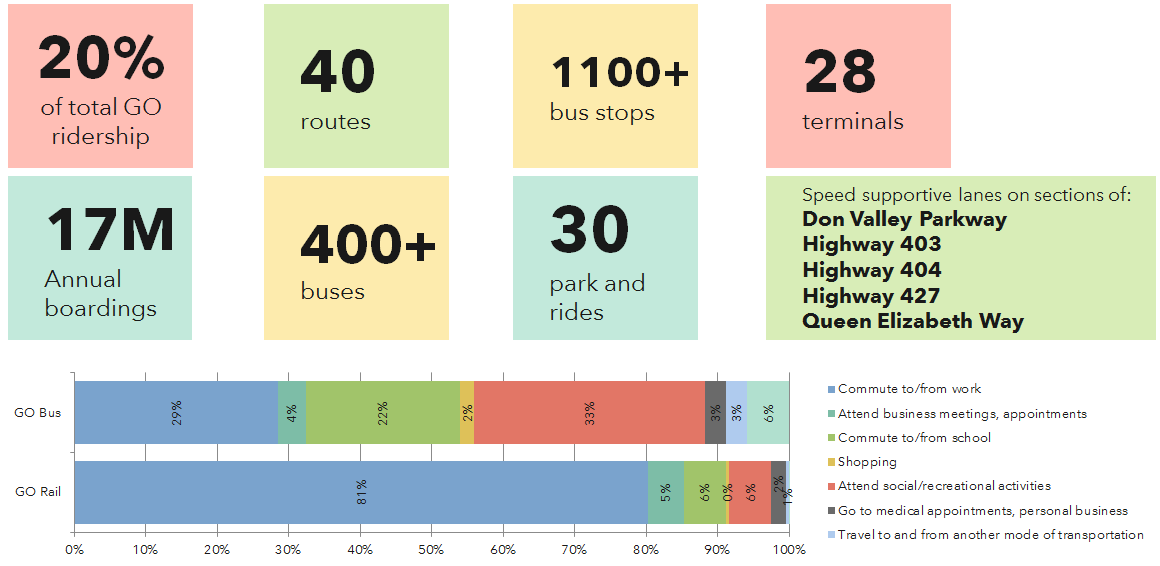 20%
of total GO
ridership
40
routes
1100+
bus stops
28
terminals
17M
Annual
boardings
400+
buses
30
park and
rides
Speed supportive lanes on sections of:
Don Valley Parkway
Highway 403
Highway 404
Highway 427
Queen Elizabeth Way
GO Bus
29%
4%
22%
2%
33%
3%
3%
6%
GO Rail
81%
5%
6%
0%
6%
2%
1%
0%
10%
20%
30%
40%
50%
60%
70%
80%
90%
100%
Commute to/from work
Attend business meetings, appointments
Commute to/from school
Shopping
Attend social/recreational activities
Go to medical appointments, personal business
Travel to and from another mode of transportation